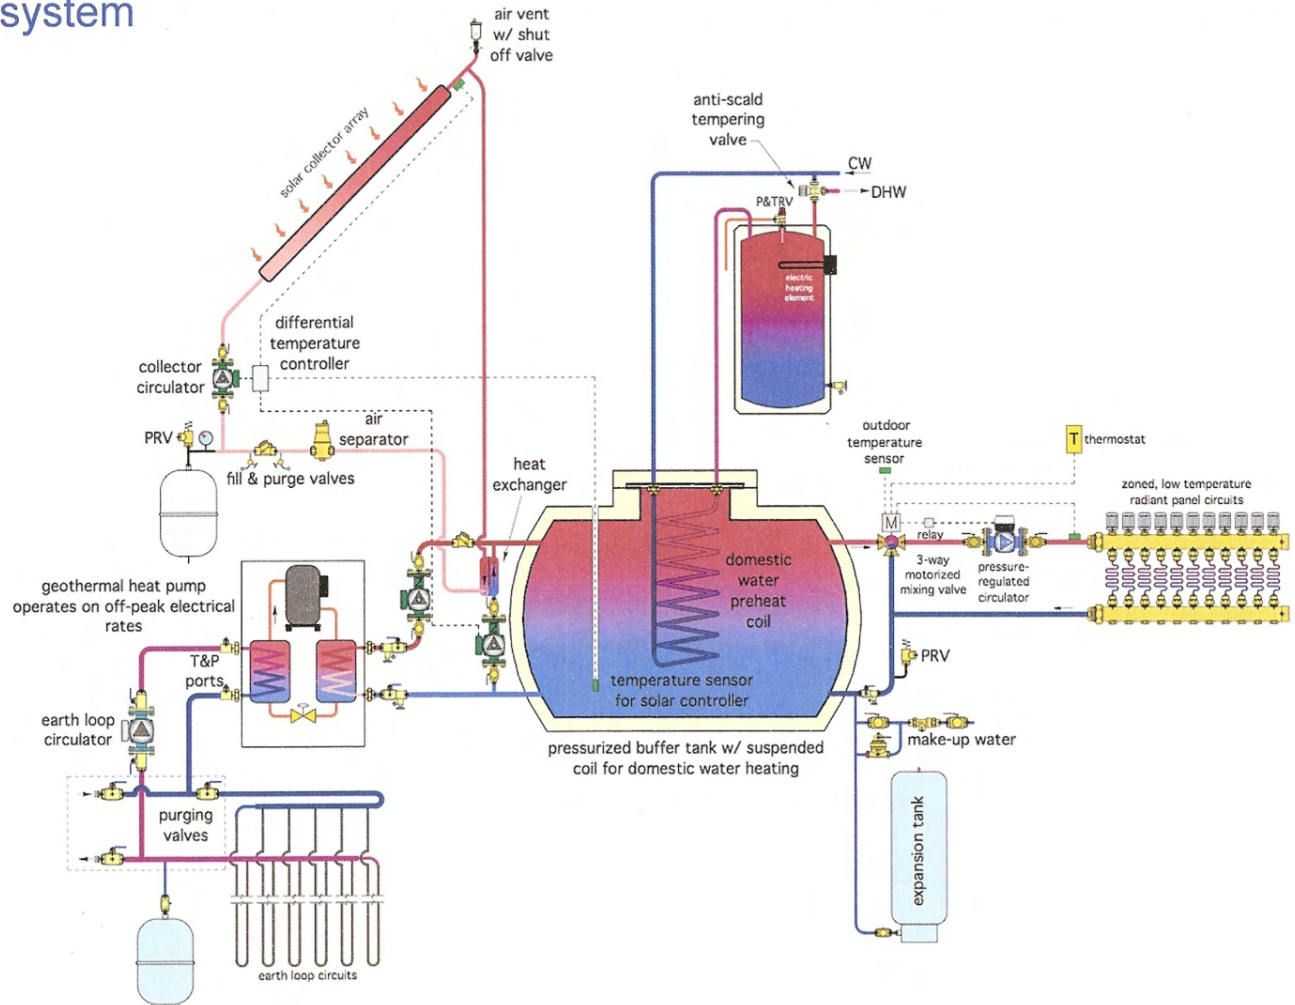 system
air vent
w/ shut
off valve
solar collector array
anti-scald
tempering
valve
CW
DHW
P&TRV
electric
heating
element
differential
temperature
controller
collector
circulator
PRV
air
separator
fill & purge valves
heat
exchanger
outdoor
temperature
sensor
T
thermostat
zoned, low temperature
radiant panel circuits
M
relay
3-way
motorized
mixing valve
pressure-
regulated
circulator
domestic
water
preheat
coil
geothermal heat pump
operates on off-peak electrical
rates
T&P
ports
PRV
temperature sensor
for solar controller
earth loop
circulator
make-up water
pressurized buffer tank w/ suspended
coil for domestic water heating
purging
valves
expansion tank
earth loop circuits